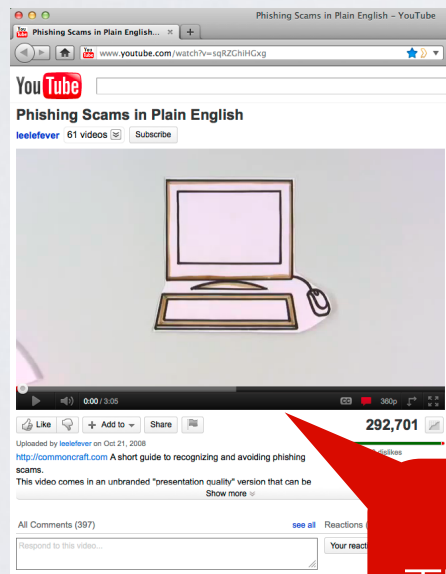 Phishing Scams in Plain English - YouTube
Phishing Scams in Plain English...
www.youtube.com/watch?v=sqRZGhiHGxg
You Tube
Phishing Scams in Plain English
leelefever 61 videos Subscribe
0:00 / 3:05 CC 360p
Like Add to Share 292,701
Uploaded by leelefever on Oct 21, 2008
dislikes
http://commoncraft.com A short guide to recognizing and avoiding phishing
scams.
This video comes in an unbranded "presentation quality" version that can be
Show more
All Comments (397) see all Reactions (
Respond to this video... Your reacti